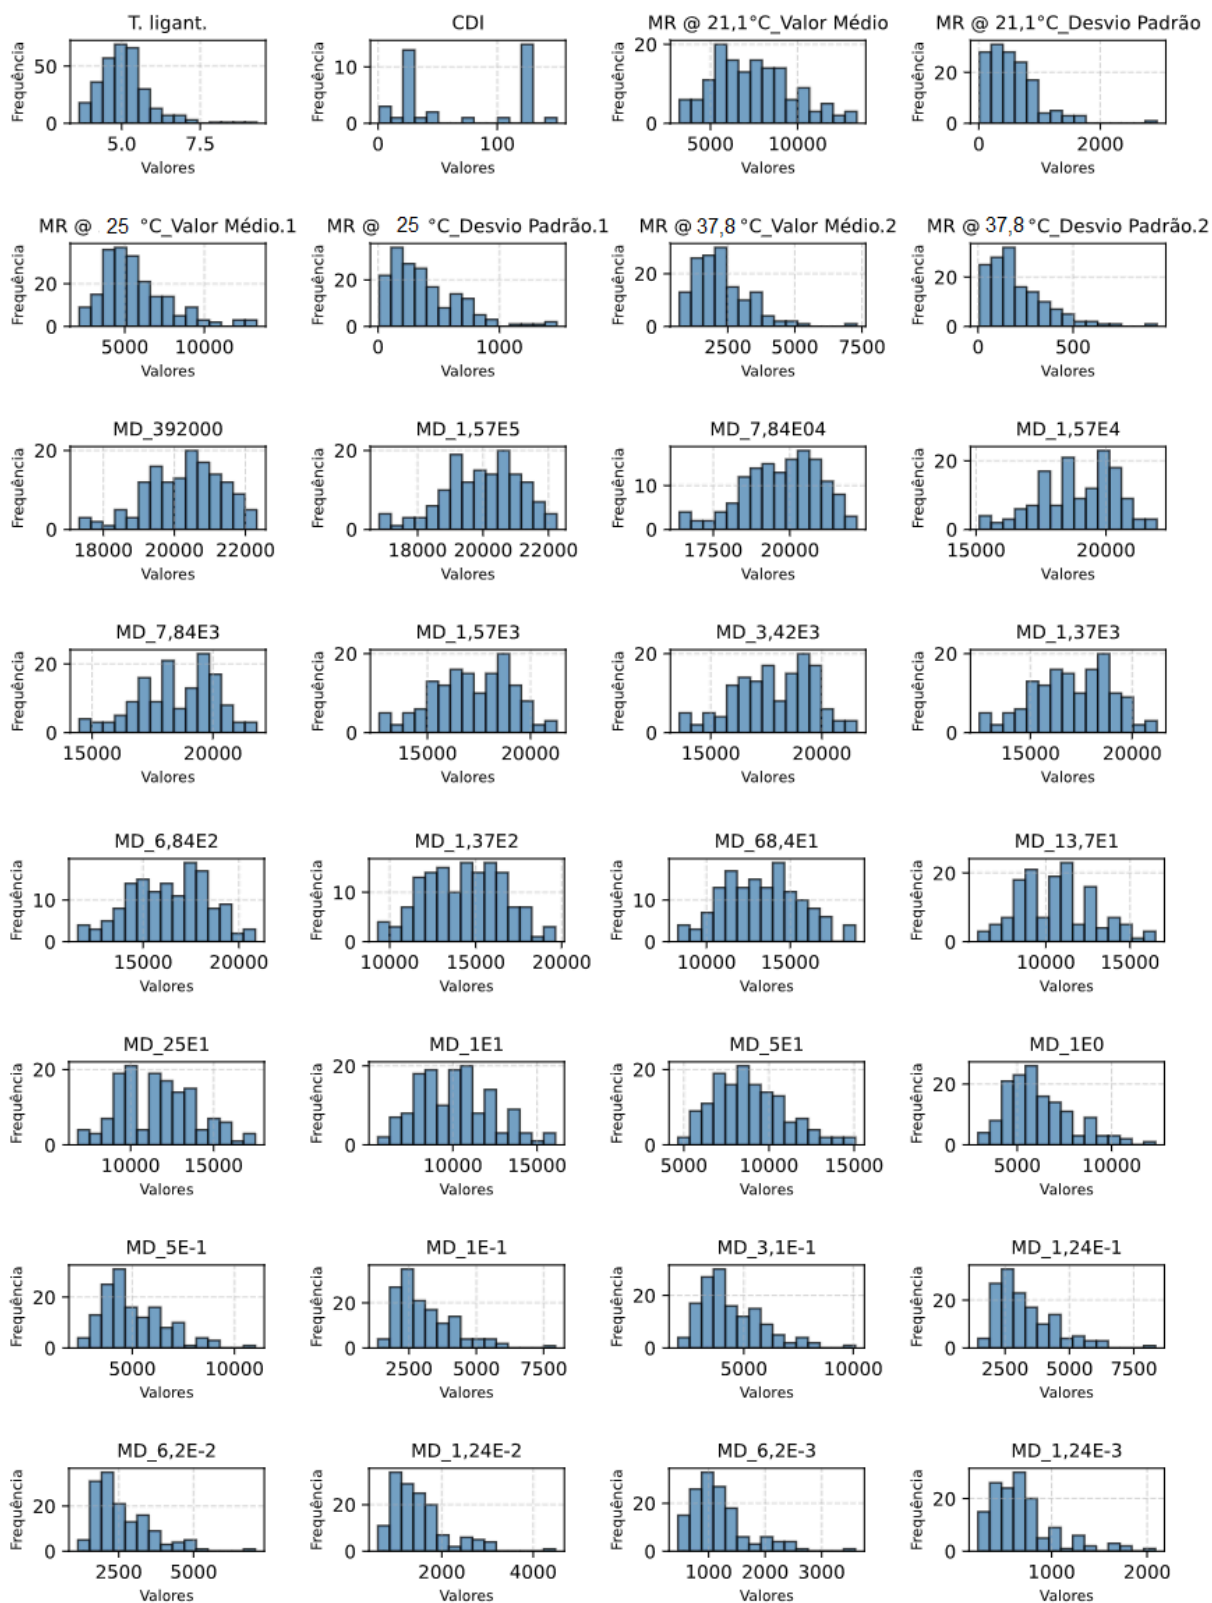 T. ligant.
CDI
MR @ 21,1°C_Valor Médio
MR @ 21,1°C_Desvio Padrão
Frequência
50
0
5.0 7.5
Valores
Frequência
10
0
0 100
Valores
Frequência
20
0
5000 10000
Valores
Frequência
20
0
0 2000
Valores
MR @ 25 °C_Valor Médio.1
MR @ 25 °C_Desvio Padrão.1
MR @ 37,8 °C_Valor Médio.2
MR @ 37,8 °C_Desvio Padrão.2
Frequência
20
0
5000 10000
Valores
Frequência
20
0
0 1000
Valores
Frequência
20
0
2500 5000 7500
Valores
Frequência
20
0
0 500
Valores
MD_392000
MD_1,57E5
MD_7,84E04
MD_1,57E4
Frequência
20
0
18000 20000 22000
Valores
Frequência
20
0
18000 20000 22000
Valores
Frequência
10
0
17500 20000
Valores
Frequência
20
0
15000 20000
Valores
MD_7,84E3
MD_1,57E3
MD_3,42E3
MD_1,37E3
Frequência
20
0
15000 20000
Valores
Frequência
20
0
15000 20000
Valores
Frequência
20
0
15000 20000
Valores
Frequência
20
0
15000 20000
Valores
MD_6,84E2
MD_1,37E2
MD_68,4E1
MD_13,7E1
Frequência
10
0
15000 20000
Valores
Frequência
10
0
10000 15000 20000
Valores
Frequência
10
0
10000 15000
Valores
Frequência
20
0
10000 15000
Valores
MD_25E1
MD_1E1
MD_5E1
MD_1E0
Frequência
20
0
10000 15000
Valores
Frequência
20
0
10000 15000
Valores
Frequência
20
0
5000 10000 15000
Valores
Frequência
20
0
5000 10000
Valores
MD_5E-1
MD_1E-1
MD_3,1E-1
MD_1,24E-1
Frequência
20
0
5000 10000
Valores
Frequência
20
0
2500 5000 7500
Valores
Frequência
20
0
5000 10000
Valores
Frequência
20
0
2500 5000 7500
Valores
MD_6,2E-2
MD_1,24E-2
MD_6,2E-3
MD_1,24E-3
Frequência
20
0
2500 5000
Valores
Frequência
20
0
2000 4000
Valores
Frequência
20
0
1000 2000 3000
Valores
Frequência
20
0
1000 2000
Valores